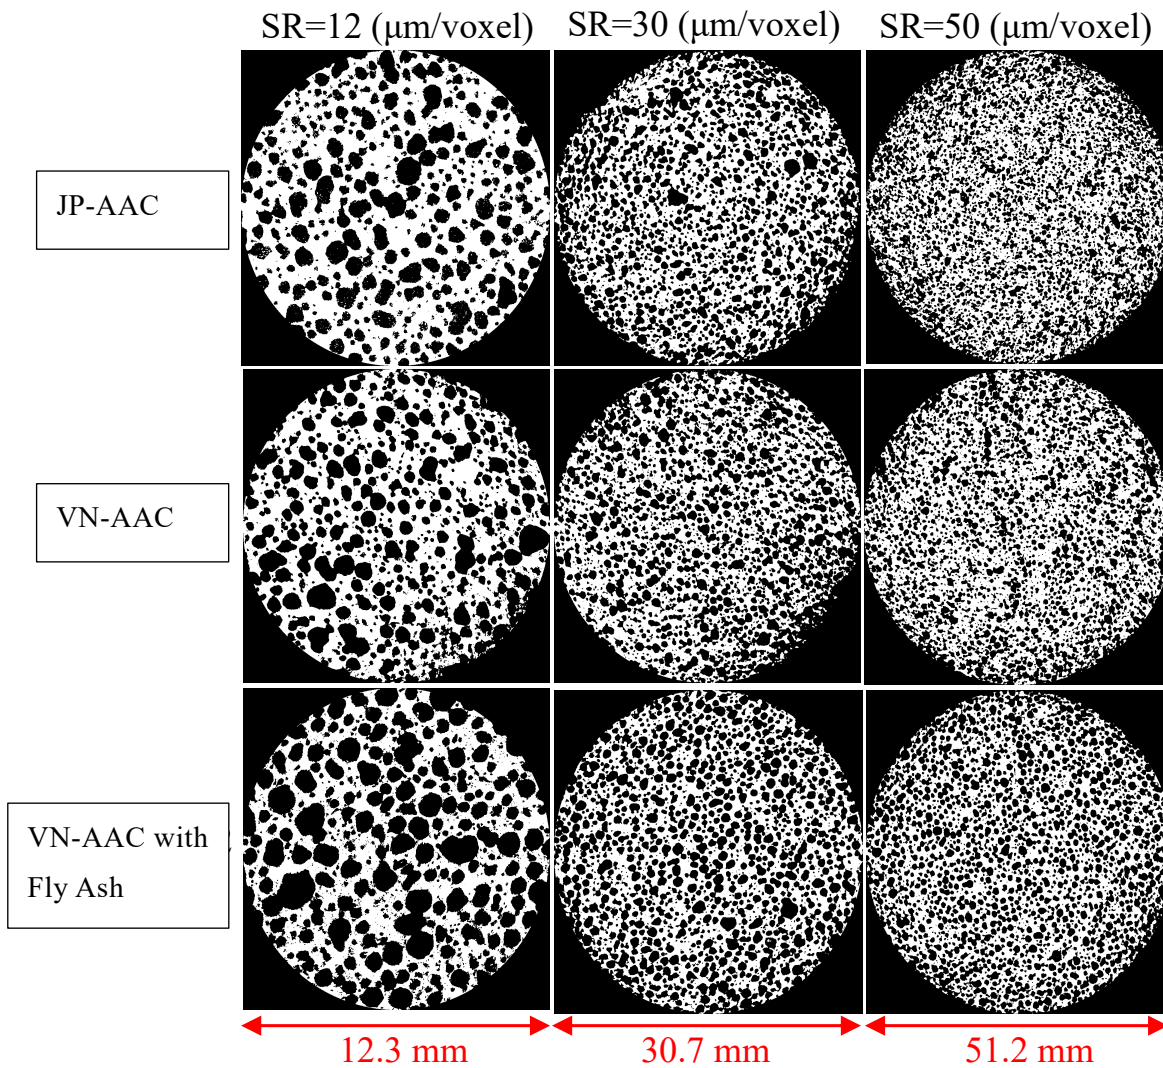 SR=12 (μm/voxel) SR=30 (μm/voxel) SR=50 (μm/voxel)
JP-AAC
VN-AAC
VN-AAC with
Fly Ash
12.3 mm 30.7 mm 51.2 mm